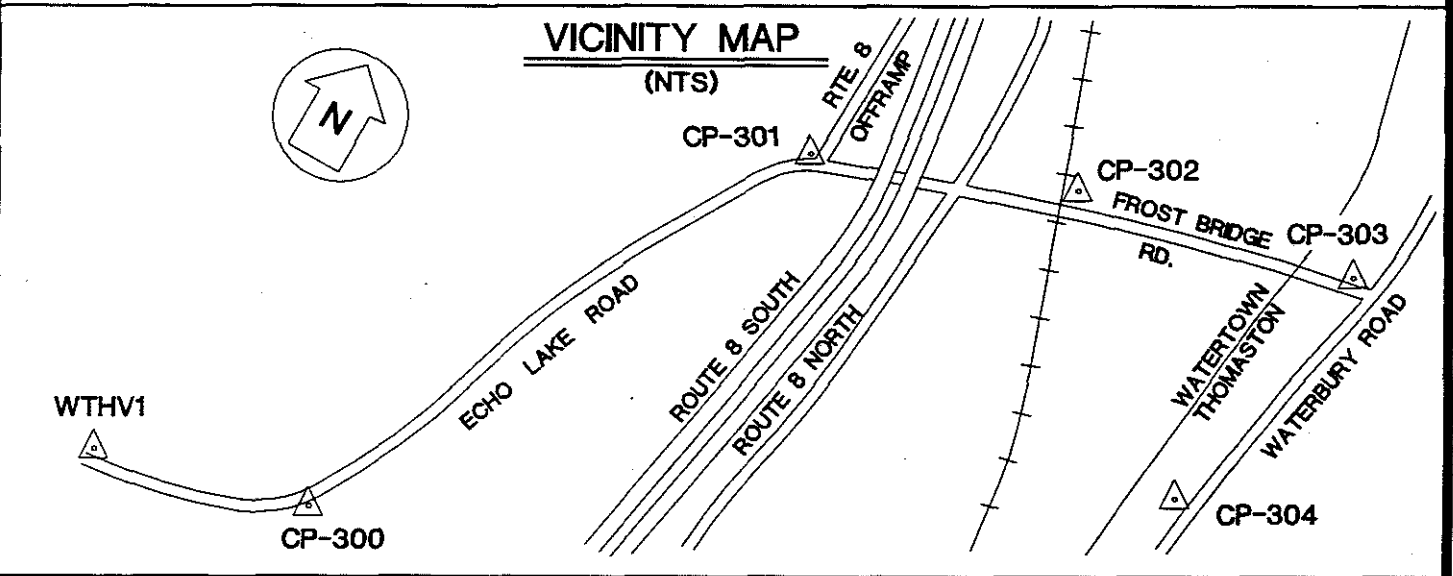 VICINITY MAP
(NTS)
N
RTE. 8
OFFRAMP
CP-301
CP-302
FROST BRIDGE
RD.
CP-303
ECHO LAKE ROAD
ROUTE 8 SOUTH
ROUTE 8 NORTH
WATERTOWN
THOMASTON
WATERBURY ROAD
WTHV1
CP-300
CP-304